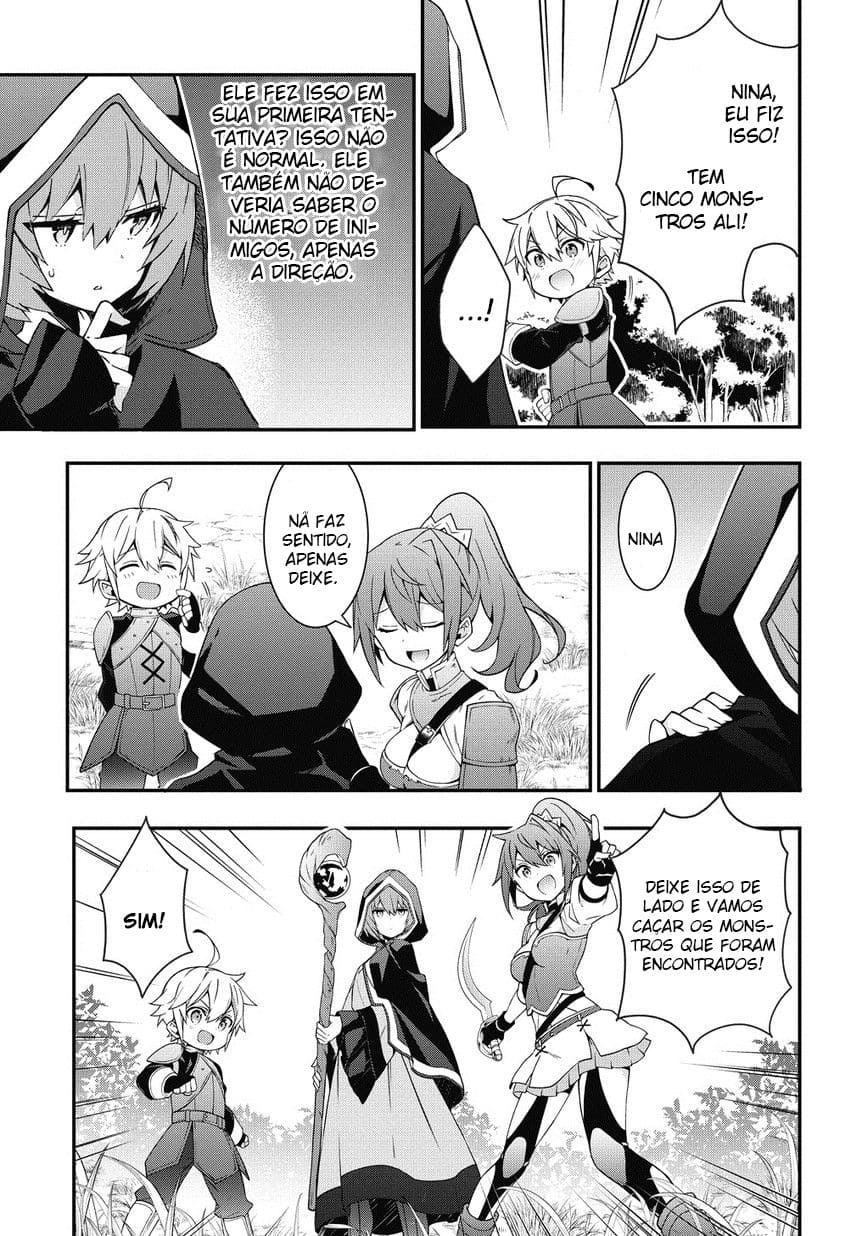 NINA,
EU FIZ
ISSO!
TEM
CINCO MONS-
TROS ALI!
...!
ELE FEZ ISSO EM
SUA PRIMEIRA TEN-
TATIVA? ISSO NÃO
É NORMAL. ELE
TAMBÉM NÃO DE-
VERIA SABER O
NÚMERO DE INI-
MIGOS, APENAS
A DIREÇÃO.
NINA
NÃ FAZ
SENTIDO,
APENAS
DEIXE.
DEIXE ISSO DE
LADO E VAMOS
CAÇAR OS MONS-
TROS QUE FORAM
ENCONTRADOS!
SIM!